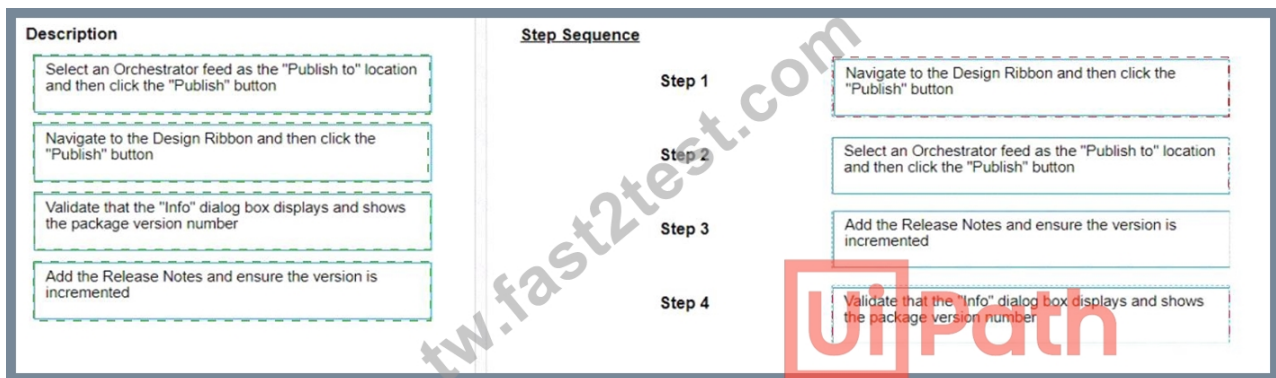 Description
Select an Orchestrator feed as the "Publish to" location
and then click the "Publish" button
Navigate to the Design Ribbon and then click the
"Publish" button
Validate that the "Info" dialog box displays and shows
the package version number
Add the Release Notes and ensure the version is
incremented
Step Sequence
Step 1
Navigate to the Design Ribbon and then click the
"Publish" button
Step 2
Select an Orchestrator feed as the "Publish to" location
and then click the "Publish" button
Step 3
Add the Release Notes and ensure the version is
incremented
Step 4
Validate that the "Info" dialog box displays and shows
the package version number
tw.fast2test.com
UiPath